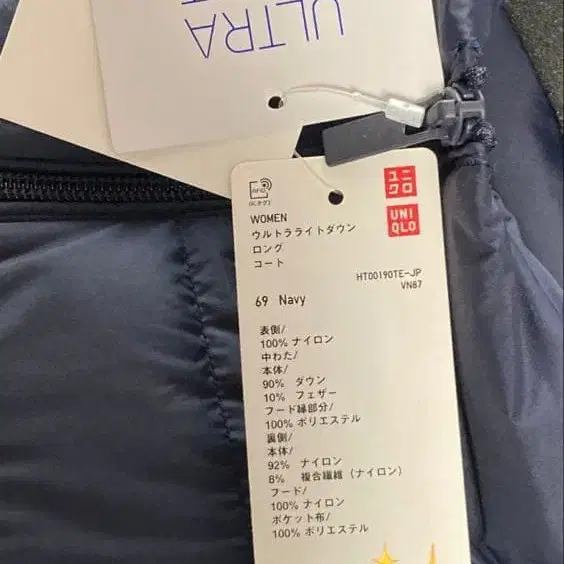 ULTRA
RFID
(ICタグ)
ユニ
クロ
UNI
QLO
WOMEN
ウルトラライトダウン
ロング
コート
HT00190TE-JP
VN87
69 Navy
表側/
100% ナイロン
中わた/
本体/
90% ダウン
10% フェザー
フード縁部分/
100% ポリエステル
裏側/
本体/
92% ナイロン
8% 複合繊維 (ナイロン)
フード/
100% ナイロン
ポケット布/
100% ポリエステル